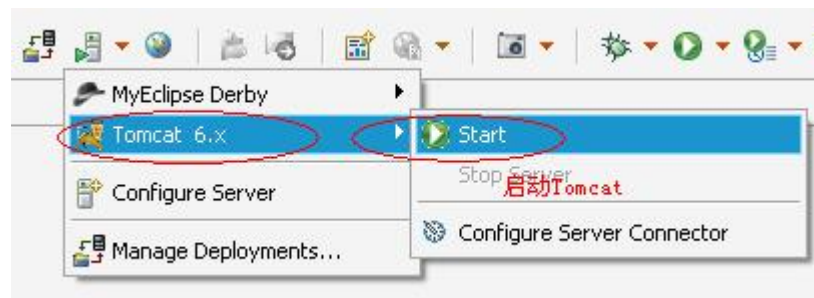 MyEclipse Derby
Tomcat 6.x
Start
Stop Server
启动Tomcat
Configure Server
Configure Server Connector
Manage Deployments...